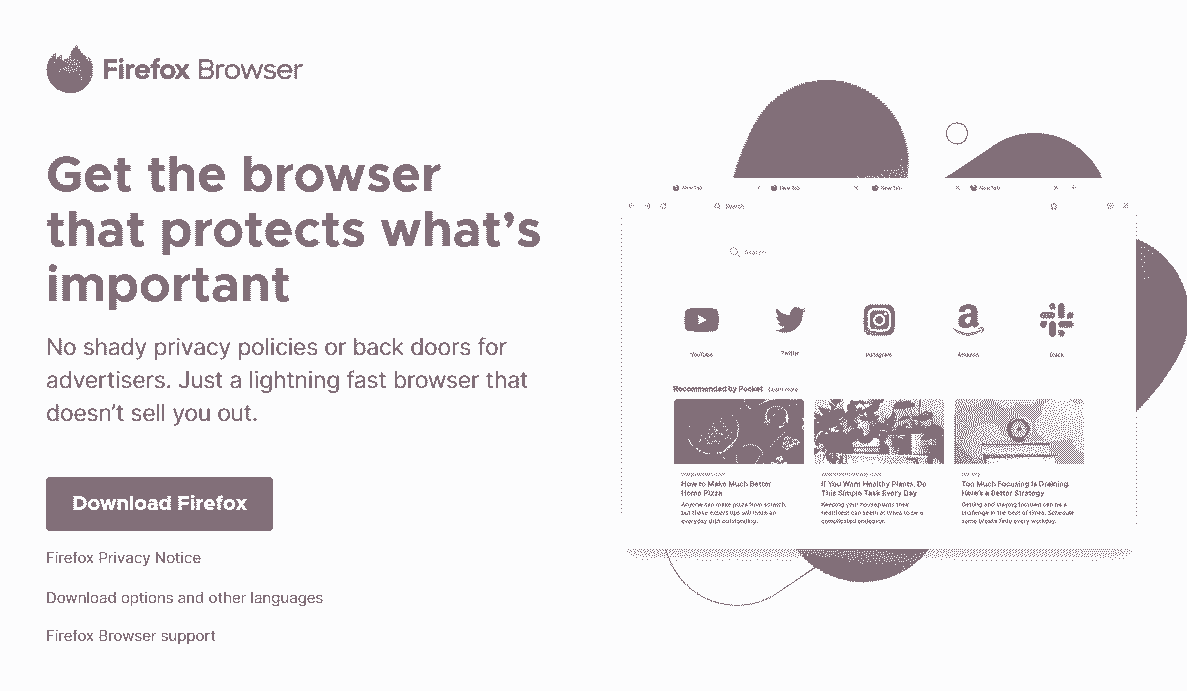 Firefox Browser
Get the browser
that protects what's
important
No shady privacy policies or back doors for
advertisers. Just a lightning fast browser that
doesn't sell you out.
Download Firefox
Firefox Privacy Notice
Download options and other languages
Firefox Browser support
New Tab
New Tab
New Tab
New Tab
Search
Search
YouTube
Twitter
Instagram
Amazon
Slack
Recommended by Pocket Learn more
How to Make Much Better
Home Pizza
Anyone can make pizza from scratch,
but these experts tips will make an
everyday dish outstanding.
If You Want Healthy Plants, Do
This Simple Task Every Day
Keeping your houseplants their
healthiest can seem at times to be a
complicated endeavor.
Too Much Focusing Is Draining.
Here's a Better Strategy
Getting and staying focused can be a
challenge in the best of times. Schedule
some breaks into every workday.